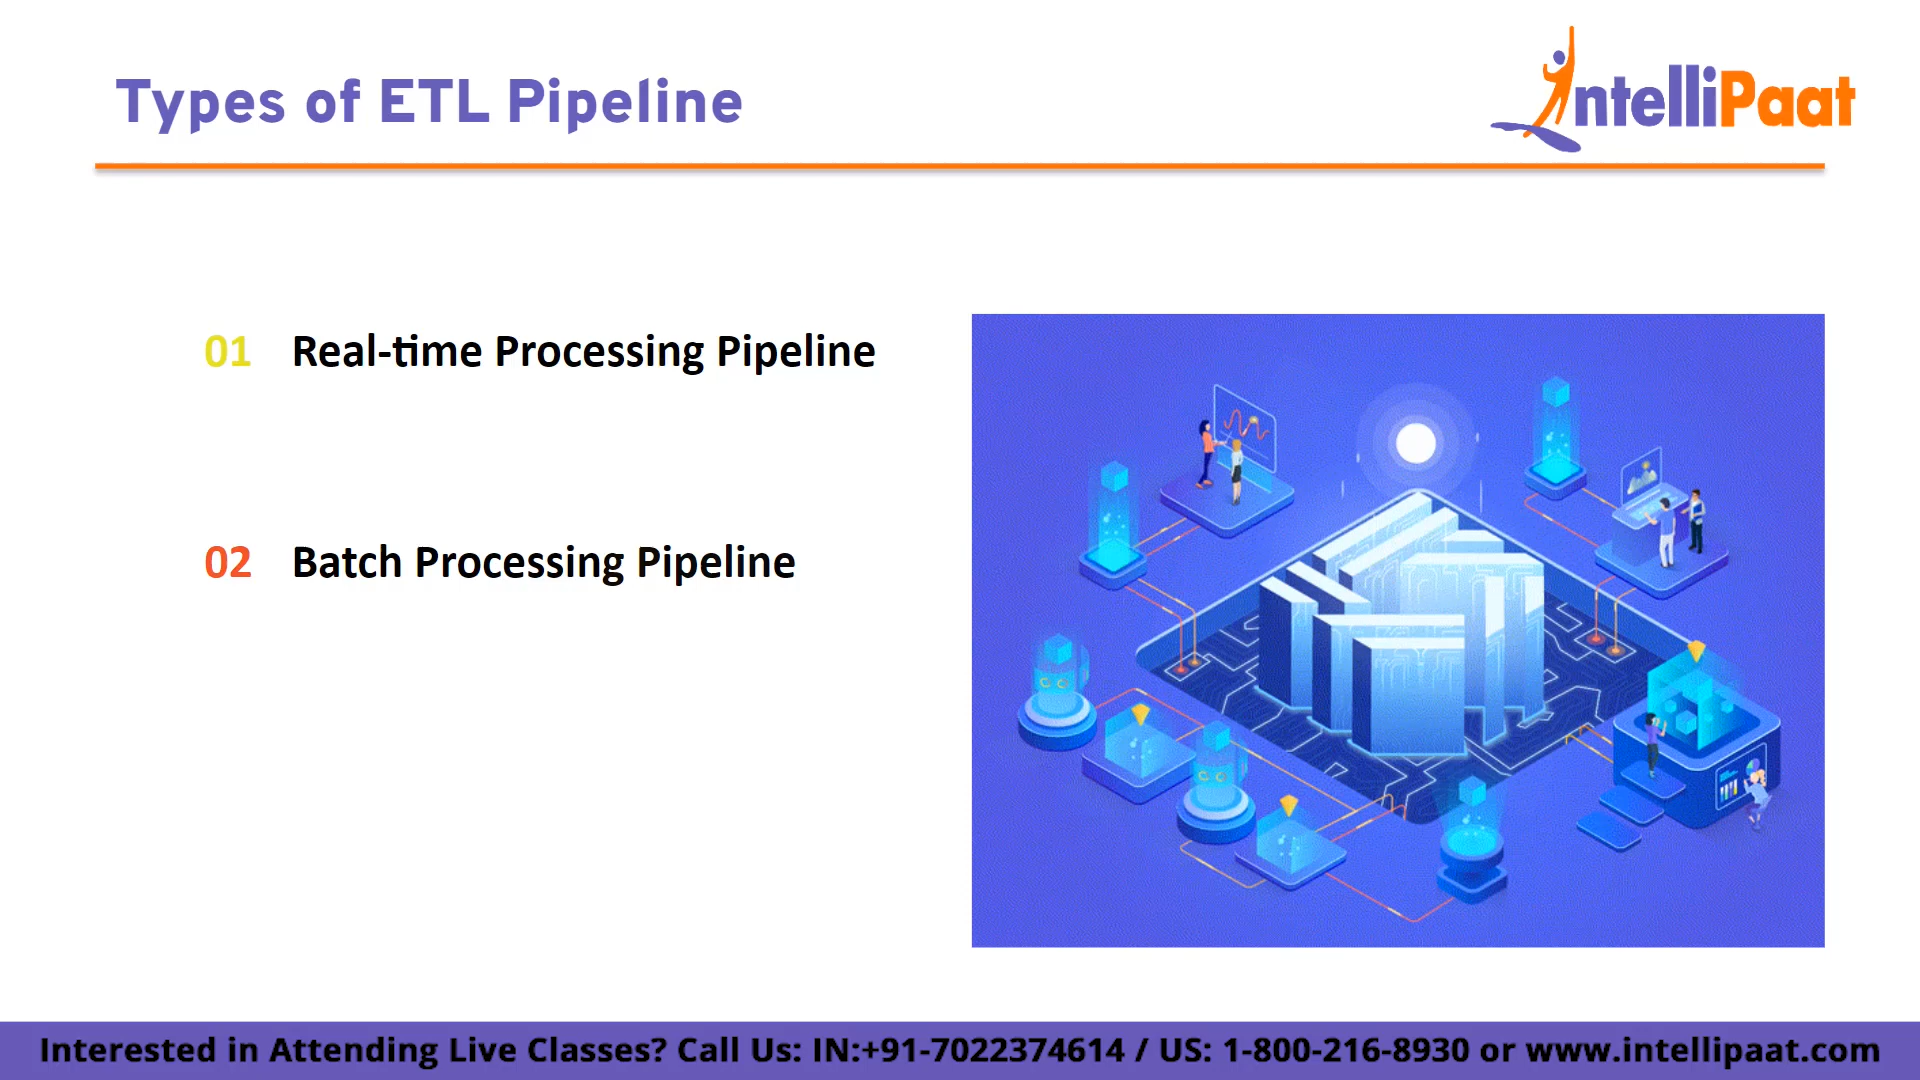 Types of ETL Pipeline
IntelliPaat
01 Real-time Processing Pipeline
02 Batch Processing Pipeline
Interested in Attending Live Classes? Call Us: IN:+91-7022374614 / US: 1-800-216-8930 or www.intellipaat.com